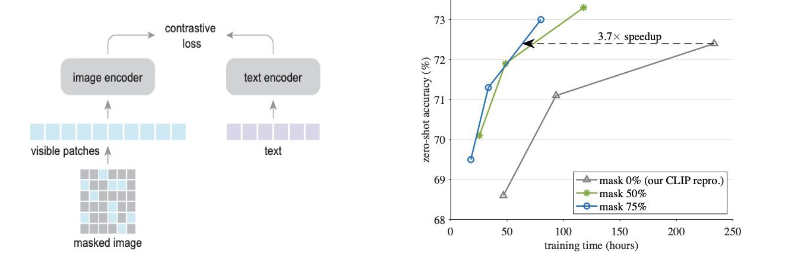 contrastive
loss
image encoder
text encoder
visible patches
text
masked image
73
72
71
70
69
68
zero-shot accuracy (%)
3.7× speedup
mask 0% (our CLIP repro.)
mask 50%
mask 75%
0
50
100
150
200
250
training time (hours)